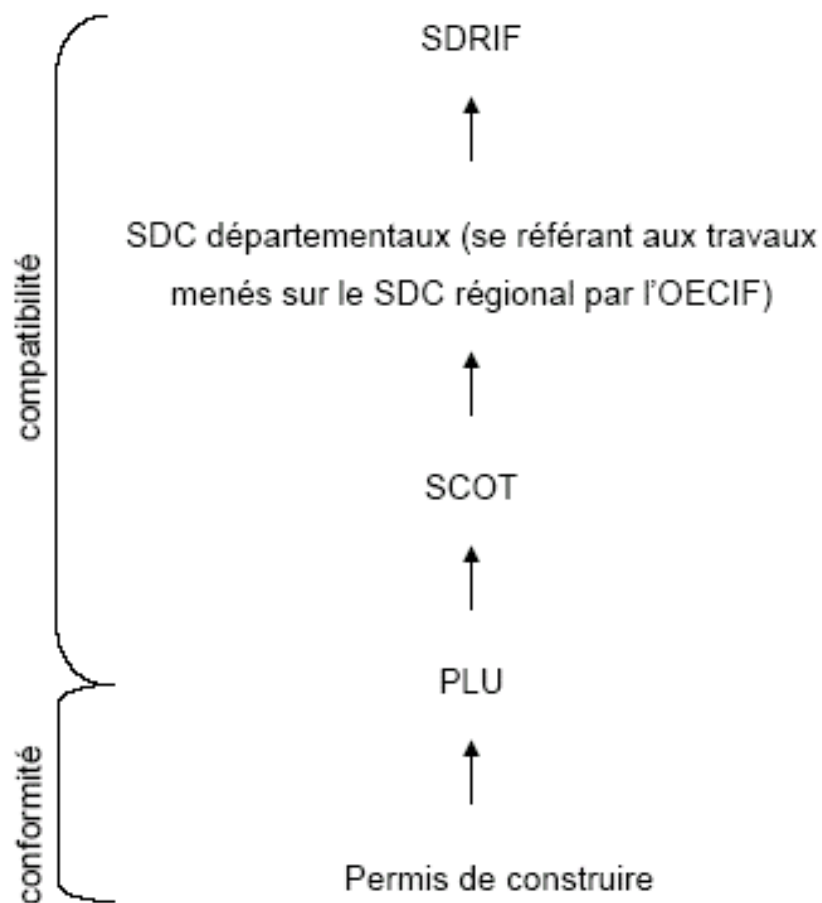 SDRIF
SDC départementaux (se référant aux travaux
menés sur le SDC régional par l'OECIF)
compatibilité
SCOT
PLU
conformité
Permis de construire